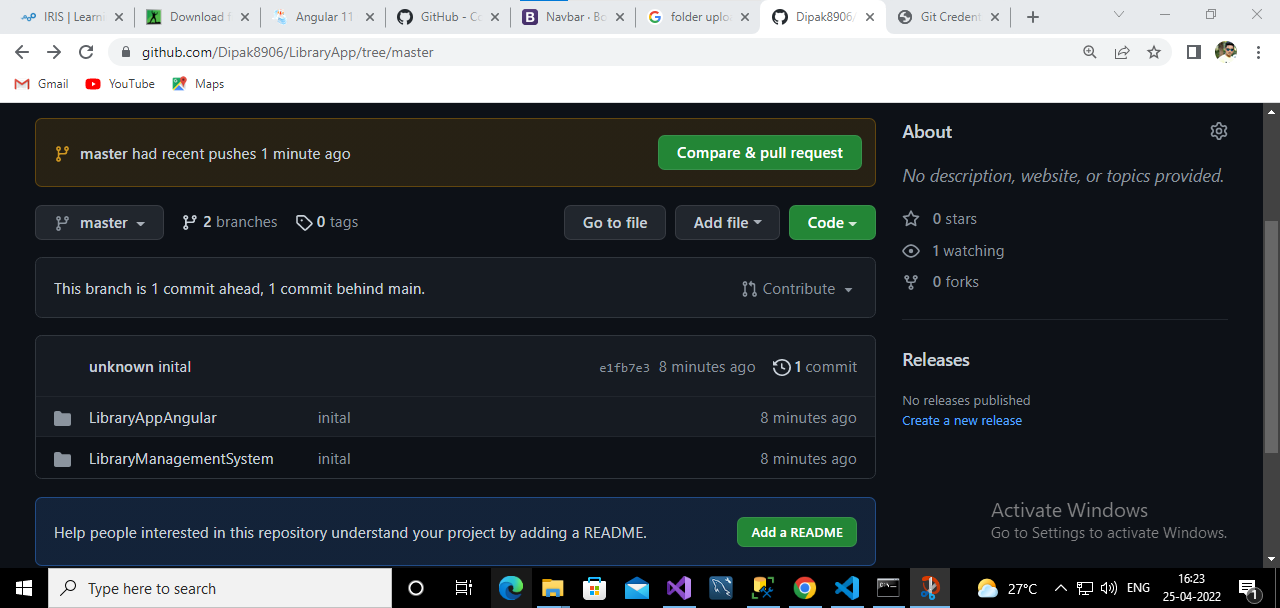 IRIS | Learn
Download f
Angular 11
GitHub - Co
Navbar · Bo
folder uplo
Dipak8906/
Git Credent
github.com/Dipak8906/LibraryApp/tree/master
Gmail YouTube Maps
master had recent pushes 1 minute ago
Compare & pull request
master 2 branches 0 tags Go to file Add file Code
This branch is 1 commit ahead, 1 commit behind main. Contribute
unknown inital e1fb7e3 8 minutes ago 1 commit
LibraryAppAngular inital 8 minutes ago
LibraryManagementSystem inital 8 minutes ago
Help people interested in this repository understand your project by adding a README. Add a README
About
No description, website, or topics provided.
0 stars
1 watching
0 forks
Releases
No releases published
Create a new release
Activate Windows
Go to Settings to activate Windows.
Type here to search
27°C
ENG
16:23
25-04-2022
1